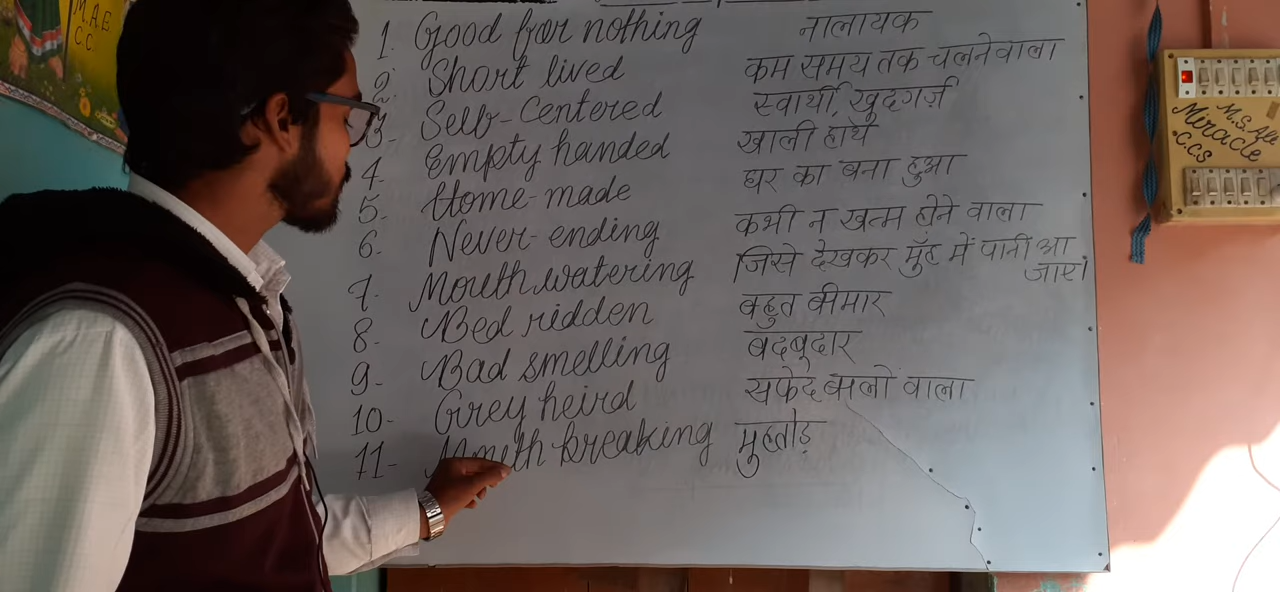 M.A.E
C.C.
1. Good for nothing नालायक
2. Short lived कम समय तक चलने वाला
3- Self-Centered स्वार्थी, खुदगर्ज़
4. Empty handed खाली हाथ
5- Home-made घर का बना हुआ
6. Never-ending कभी न खत्म होने वाला
7- Mouth watering जिसे देखकर मुँह में पानी आ
जाए।
8- Bed ridden बहुत बीमार
9- Bad smelling बदबूदार
10- Grey heird सफेद बालों वाला
11- Mouth breaking मुहतोड़
M.S. Ali
Miracle
C.C.S